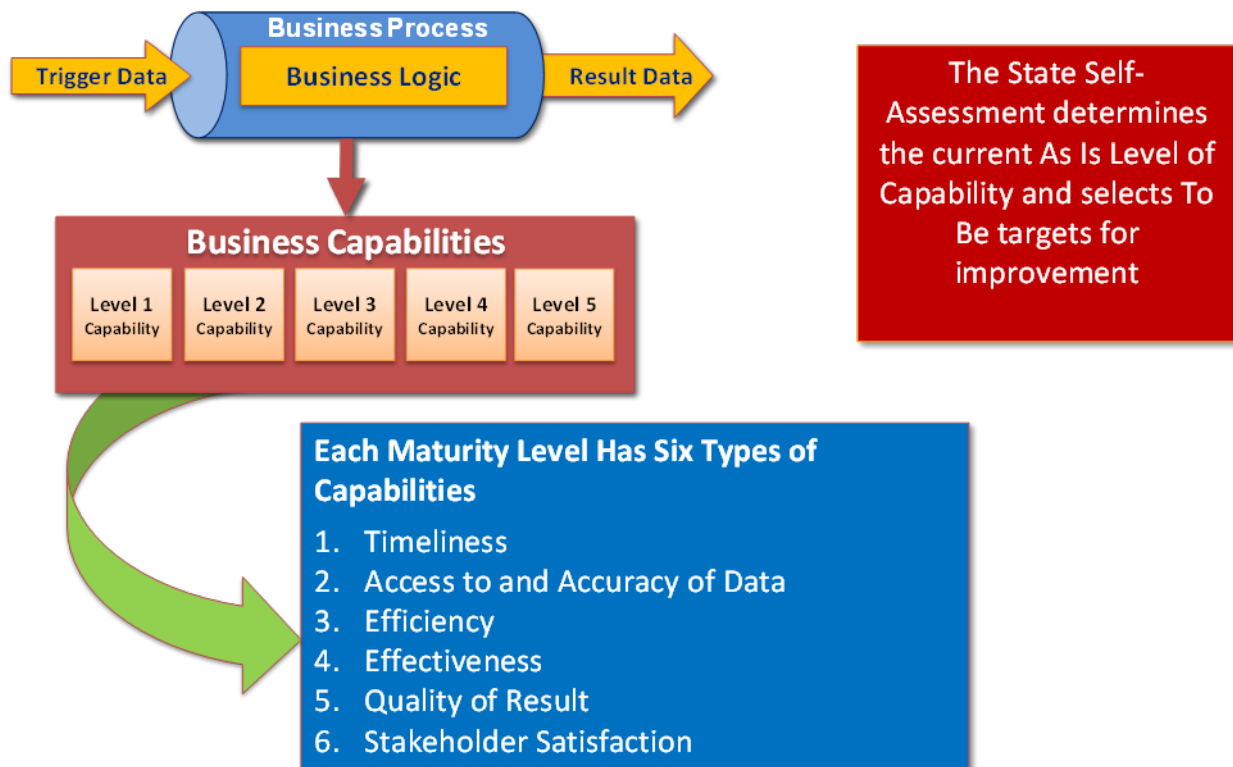 Business Process
Trigger Data
Business Logic
Result Data
The State Self-
Assessment determines
the current As Is Level of
Capability and selects To
Be targets for
improvement
Business Capabilities
Level 1
Capability
Level 2
Capability
Level 3
Capability
Level 4
Capability
Level 5
Capability
Each Maturity Level Has Six Types of
Capabilities
1. Timeliness
2. Access to and Accuracy of Data
3. Efficiency
4. Effectiveness
5. Quality of Result
6. Stakeholder Satisfaction